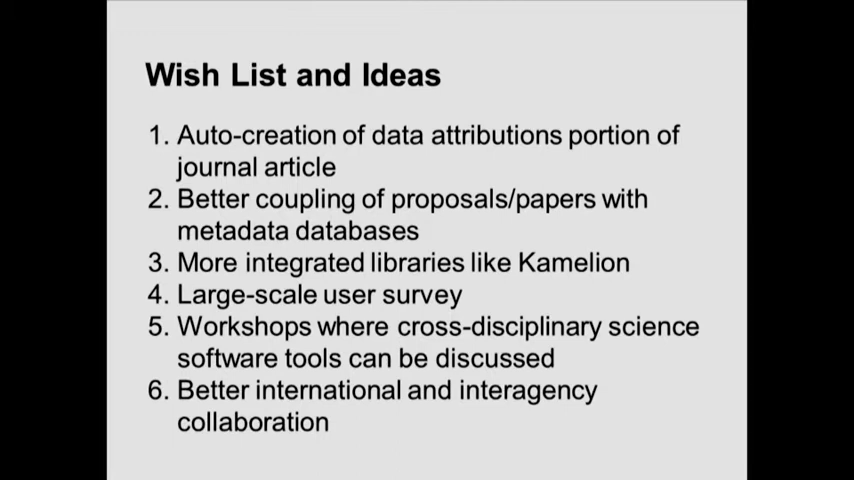 Wish List and Ideas
1. Auto-creation of data attributions portion of
journal article
2. Better coupling of proposals/papers with
metadata databases
3. More integrated libraries like Kamelion
4. Large-scale user survey
5. Workshops where cross-disciplinary science
software tools can be discussed
6. Better international and interagency
collaboration